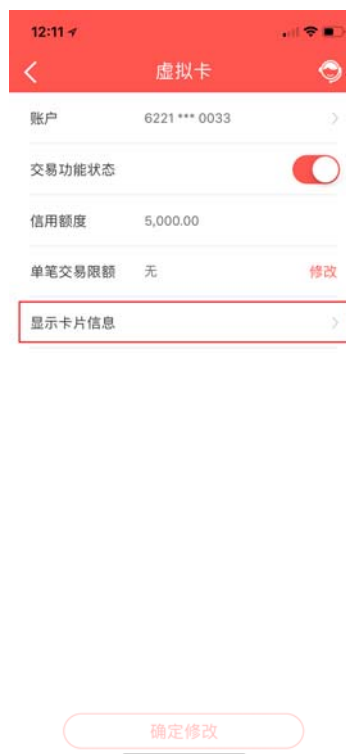 12:11
虚拟卡
账户 6221 *** 0033
交易功能状态
信用额度 5,000.00
单笔交易限额 无 修改
显示卡片信息
确定修改